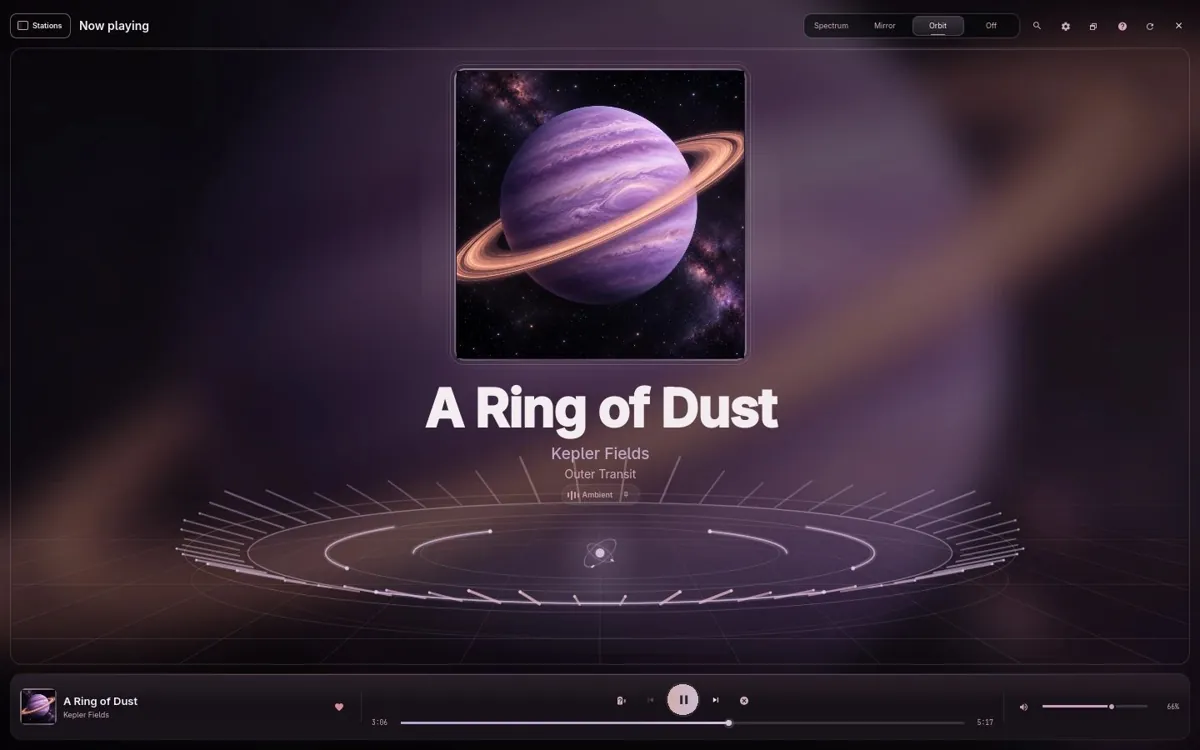 Stations
Now playing
Spectrum
Mirror
Orbit
Off
A Ring of Dust
Kepler Fields
Outer Transit
Ambient
A Ring of Dust
Kepler Fields
3:06
5:17
66%